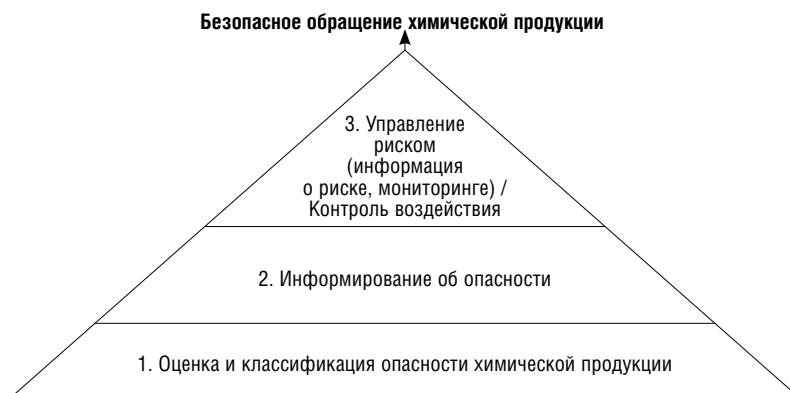 Безопасное обращение химической продукции
3. Управление
риском
(информация
о риске, мониторинге) /
Контроль воздействия
2. Информирование об опасности
1. Оценка и классификация опасности химической продукции